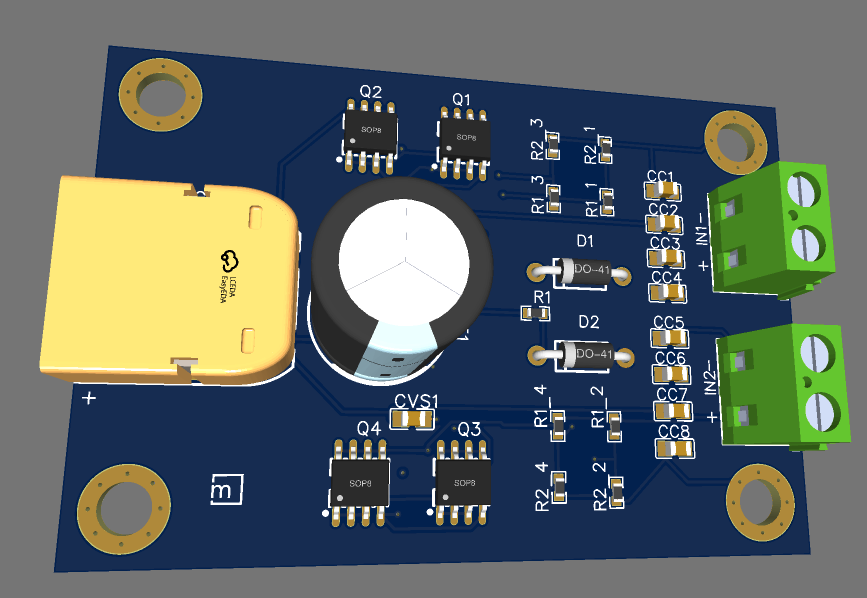 Q2
Q1
SOP8
SOP8
R2_3
R2_1
R1_3
R1_1
CC1
CC2
CC3
CC4
IN1-
+
D1
DO-41
R1
D2
DO-41
LCEDA
EasyEDA
CC5
CC6
CC7
CC8
IN2-
+
+
CVS1
R1_4
R1_2
Q4
Q3
SOP8
SOP8
R2_4
R2_2
m